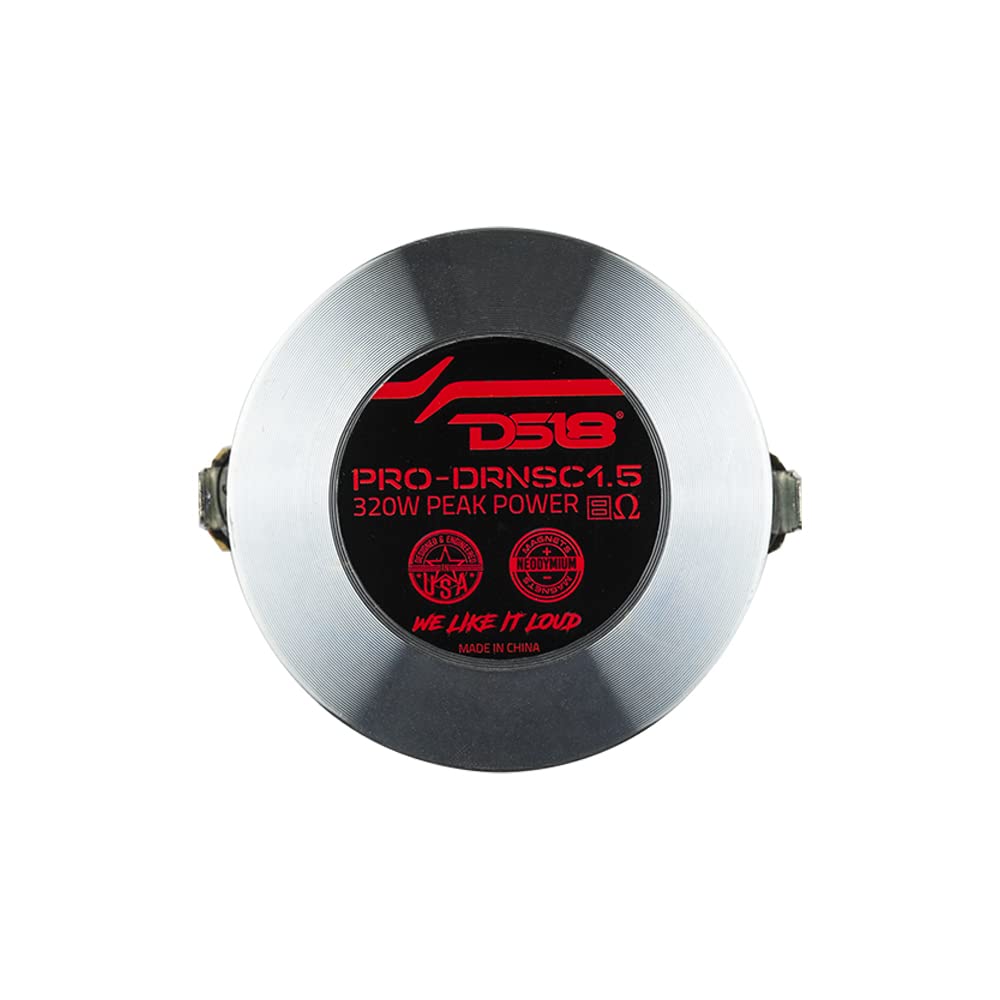 DS18®
PRO-DRNSC1.5
320W PEAK POWER 8Ω
DESIGNED & ENGINEERED
IN
USA
MAGNETS
+
NEODYMIUM
-
MAGNETS
WE LIKE IT LOUD
MADE IN CHINA